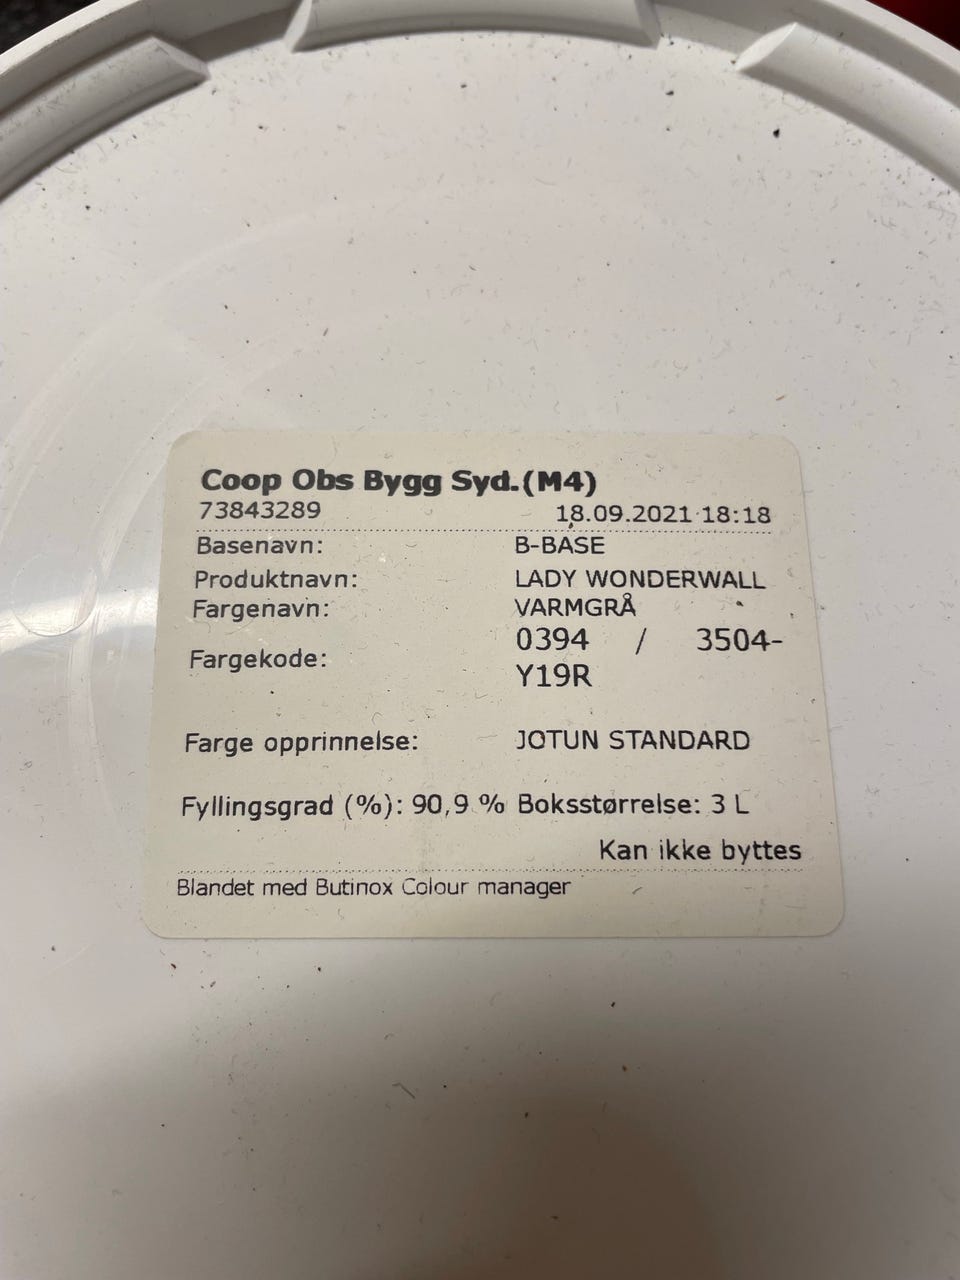 Coop Obs Bygg Syd.(M4)
73843289 18.09.2021 18:18
Basenavn: B-BASE
Produktnavn: LADY WONDERWALL
Fargenavn: VARMGRÅ
Fargekode: 0394 / 3504-
Y19R
Farge opprinnelse: JOTUN STANDARD
Fyllingsgrad (%): 90,9 % Boksstørrelse: 3 L
Kan ikke byttes
Blandet med Butinox Colour manager